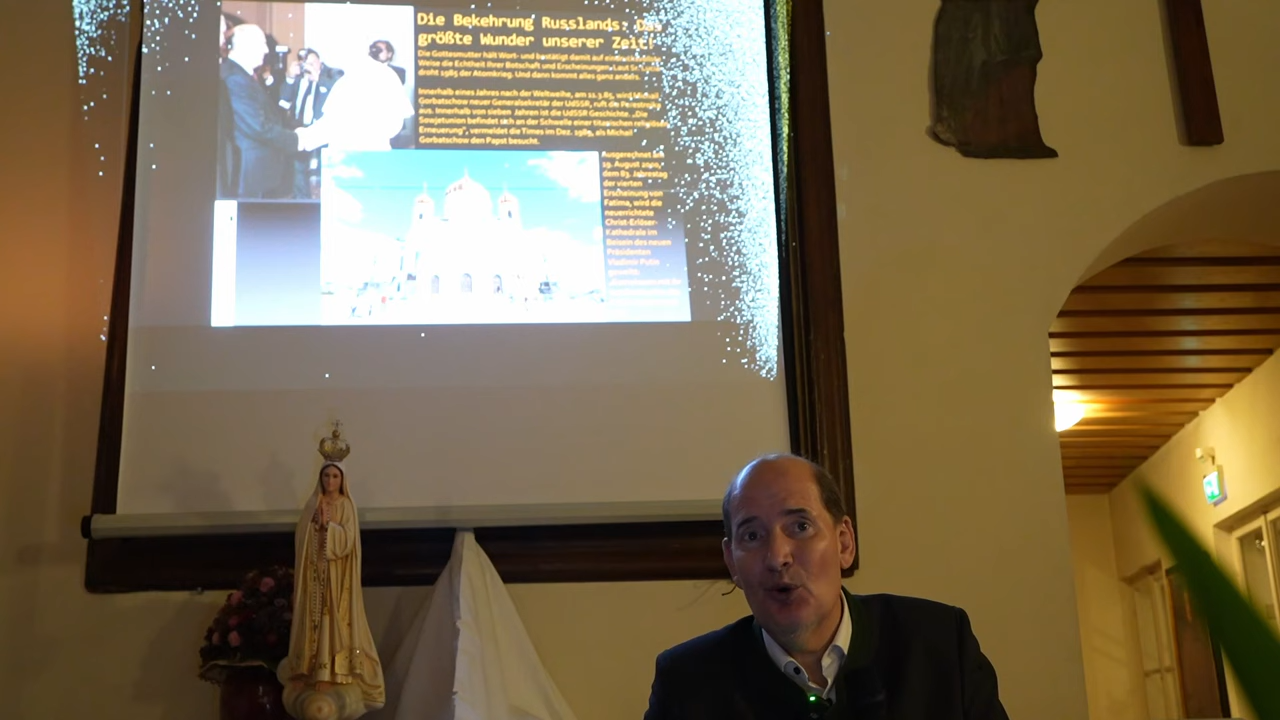 Die Bekehrung Russlands: Das
größte Wunder unserer Zeit!
Die Gottesmutter hält Wort- und bestätigt damit auf eindrucksvolle
Weise die Echtheit Ihrer Botschaft und Erscheinungen. Laut Sr. Lucia
droht 1985 der Atomkrieg. Und dann kommt alles ganz anders.
Innerhalb eines Jahres nach der Weltweihe, am 11.3.85, wird Michail
Gorbatschow neuer Generalsekretär der UdSSR, ruft die Perestrojka
aus. Innerhalb von sieben Jahren ist die UdSSR Geschichte. „Die
Sowjetunion befindet sich an der Schwelle einer titanischen religiösen
Erneuerung", vermeldet die Times im Dez. 1989, als Michail
Gorbatschow den Papst besucht.
Ausgerechnet am
19. August 2000,
dem 83. Jahrestag
der vierten
Erscheinung von
Fatima, wird die
neuerrichtete
Christ-Erlöser-
Kathedrale im
Beisein des neuen
Präsidenten
Vladimir Putin
geweiht.